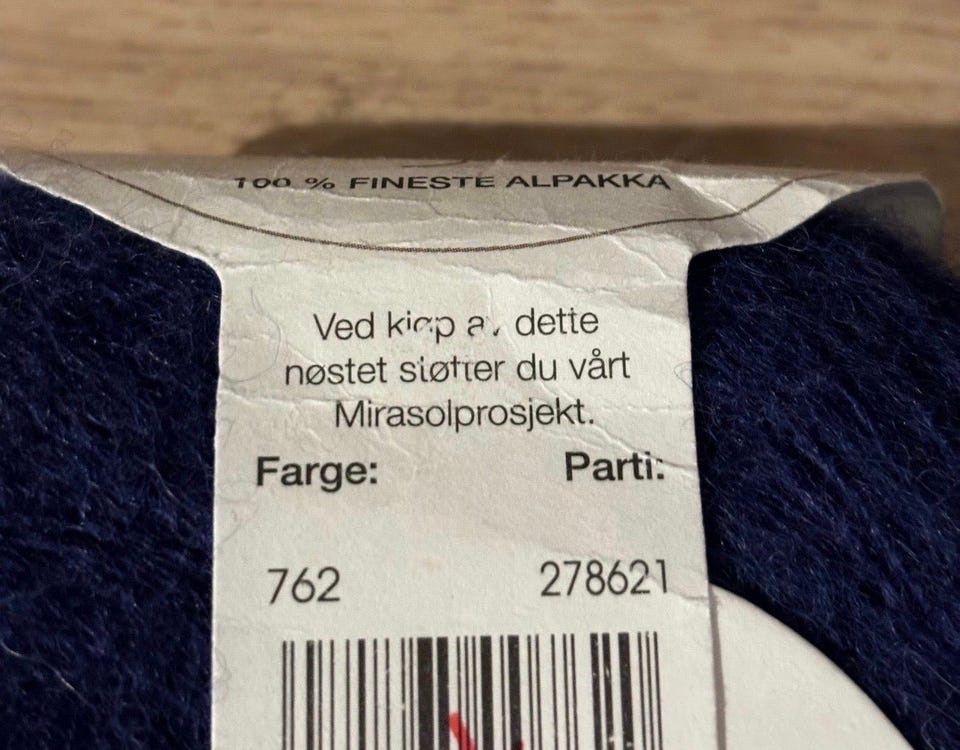 100 % FINESTE ALPAKKA
Ved kjøp av dette
nøstet støtter du vårt
Mirasolprosjekt.
Farge: Parti:
762 278621